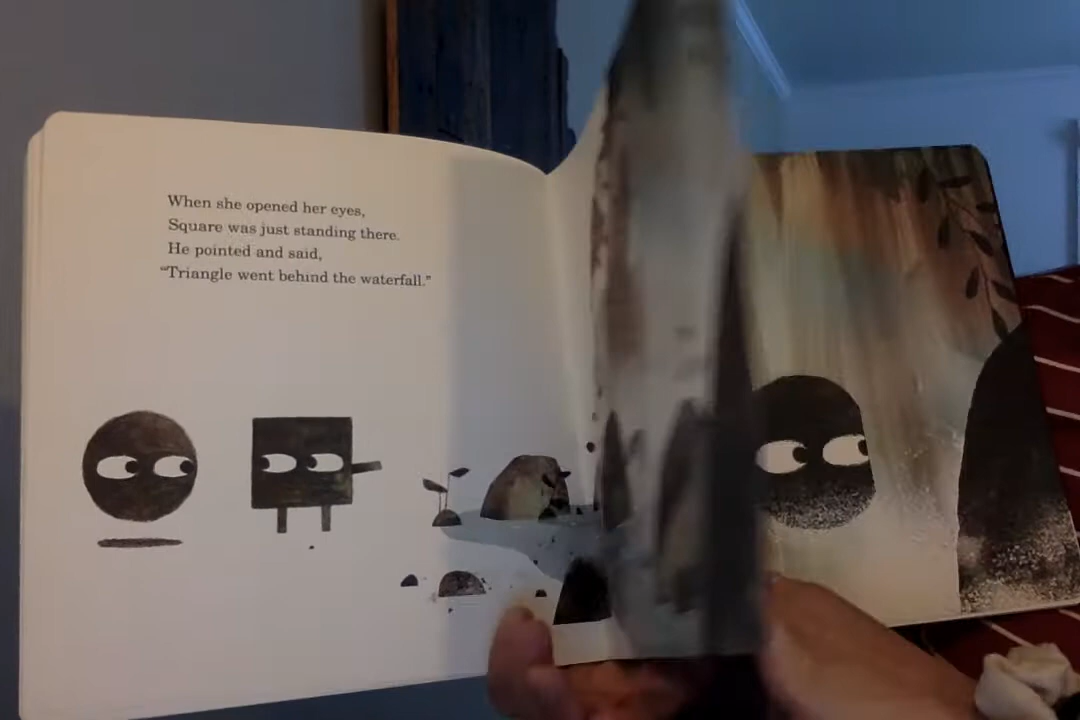 When she opened her eyes,
Square was just standing there.
He pointed and said,
“Triangle went behind the waterfall.”